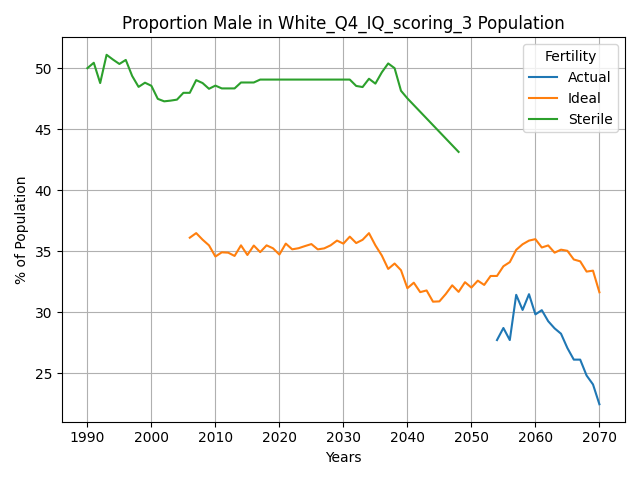 Proportion Male in White_Q4_IQ_scoring_3 Population
Fertility
Actual
Ideal
Sterile
% of Population
50
45
40
35
30
25
1990 2000 2010 2020 2030 2040 2050 2060 2070
Years